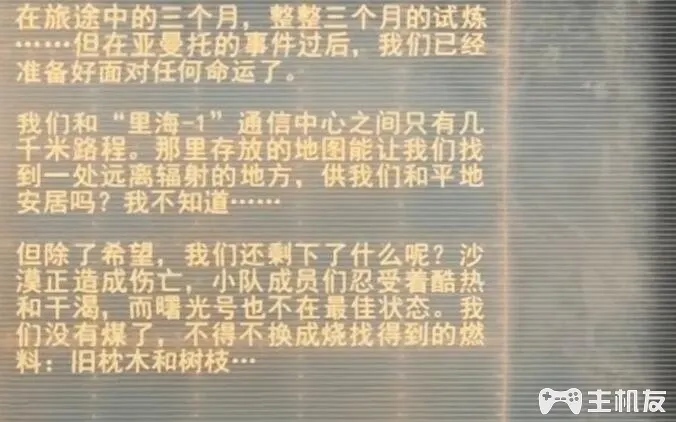 在旅途中的三个月，整整三个月的试炼
……但在亚曼托的事件过后，我们已经
准备好面对任何命运了。
我们和“里海-1”通信中心之间只有几
千米路程。那里存放的地图能让我们找
到一处远离辐射的地方，供我们和平地
安居吗？我不知道……
但除了希望，我们还剩下了什么呢？沙
漠正造成伤亡，小队成员们忍受着酷热
和干渴，而曙光号也不在最佳状态。我
们没有煤了，不得不换成烧找得到的燃
料：旧枕木和树枝…
主机友